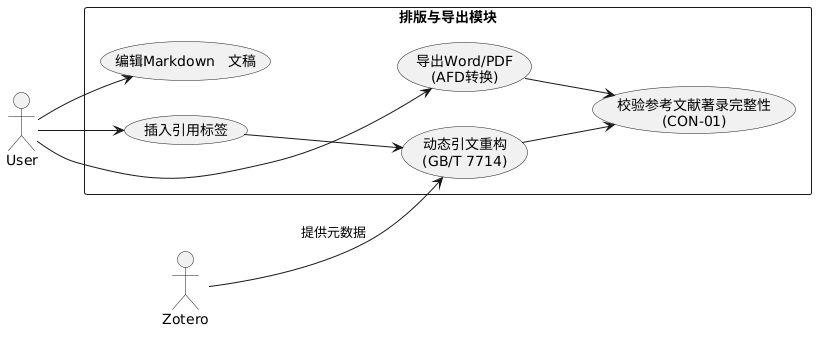 排版与导出模块
编辑Markdown 文稿
导出Word/PDF
(AFD转换)
校验参考文献著录完整性
(CON-01)
插入引用标签
动态引文重构
(GB/T 7714)
User
提供元数据
Zotero